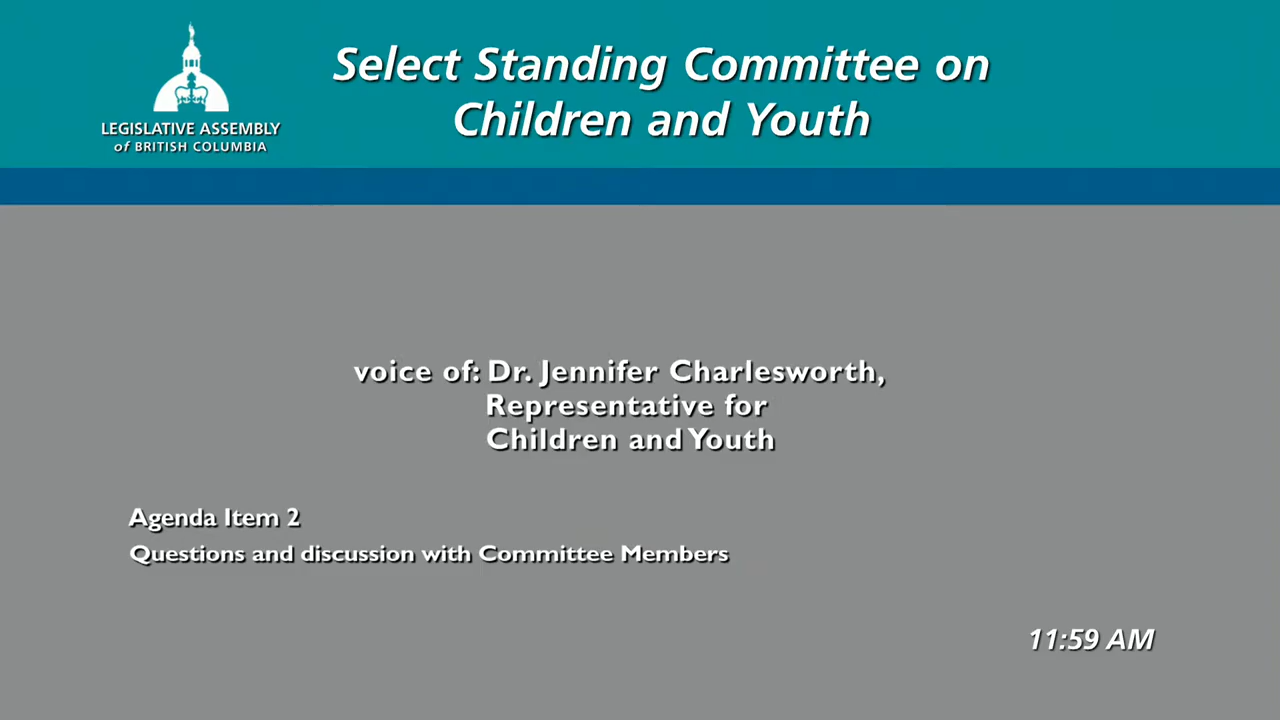 LEGISLATIVE ASSEMBLY
of BRITISH COLUMBIA
Select Standing Committee on
Children and Youth
voice of: Dr. Jennifer Charlesworth,
Representative for
Children and Youth
Agenda Item 2
Questions and discussion with Committee Members
11:59 AM